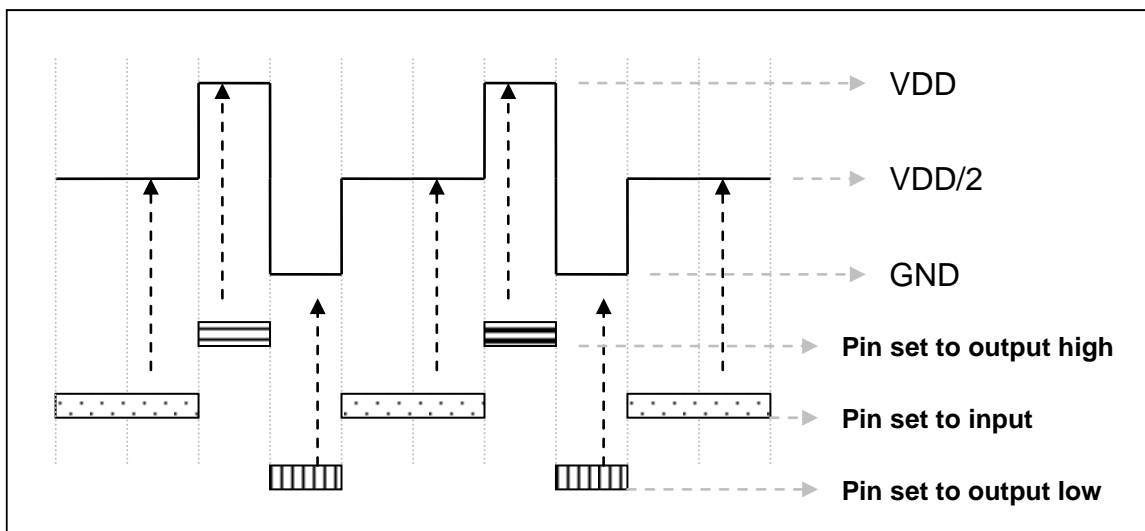 VDD
VDD/2
GND
Pin set to output high
Pin set to input
Pin set to output low